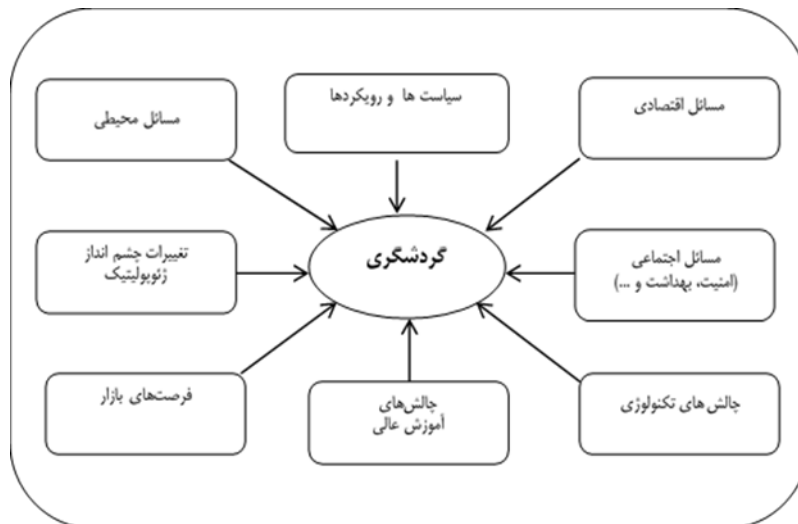 مسائل اقتصادی
سیاست ها و رویکردها
مسائل محیطی
گردشگری
مسائل اجتماعی
(امنیت، بهداشت و ...)
تغییرات چشم انداز
ژئوپولیتیک
چالش های تکنولوژی
چالش‌های
آموزش عالی
فرصت‌های بازار